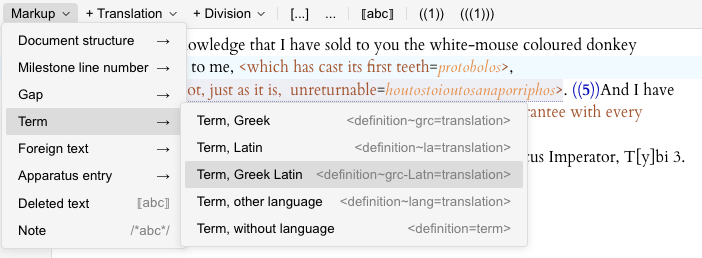 Markup + Translation + Division [...] ... ⟦abc⟧ ((1)) (((1)))
Document structure →
Milestone line number →
Gap →
Term →
Foreign text →
Apparatus entry →
Deleted text ⟦abc⟧
Note /*abc*/
owledge that I have sold to you the white-mouse coloured donkey
to me, <which has cast its first teeth=protobolos>,
ot, just as it is, unreturnable=houtostoioutosanaporriphos>. ((5))And I have
rantee with every
tus Imperator, T[y]bi 3.
Term, Greek <definition~grc=translation>
Term, Latin <definition~la=translation>
Term, Greek Latin <definition~grc-Latn=translation>
Term, other language <definition~lang=translation>
Term, without language <definition=term>